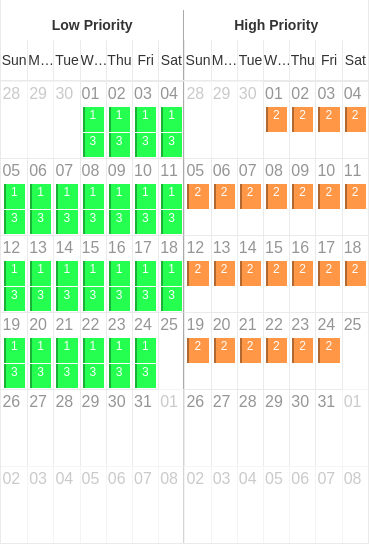 Low Priority High Priority
Sun M... Tue W... Thu Fri Sat Sun M... Tue W... Thu Fri Sat
28 29 30 01 02 03 04 28 29 30 01 02 03 04
1 1 1 1 2 2 2 2
3 3 3 3
05 06 07 08 09 10 11 05 06 07 08 09 10 11
1 1 1 1 1 1 1 2 2 2 2 2 2 2
3 3 3 3 3 3 3
12 13 14 15 16 17 18 12 13 14 15 16 17 18
1 1 1 1 1 1 1 2 2 2 2 2 2 2
3 3 3 3 3 3 3
19 20 21 22 23 24 25 19 20 21 22 23 24 25
1 1 1 1 1 1 2 2 2 2 2 2
3 3 3 3 3 3
26 27 28 29 30 31 01 26 27 28 29 30 31 01
02 03 04 05 06 07 08 02 03 04 05 06 07 08